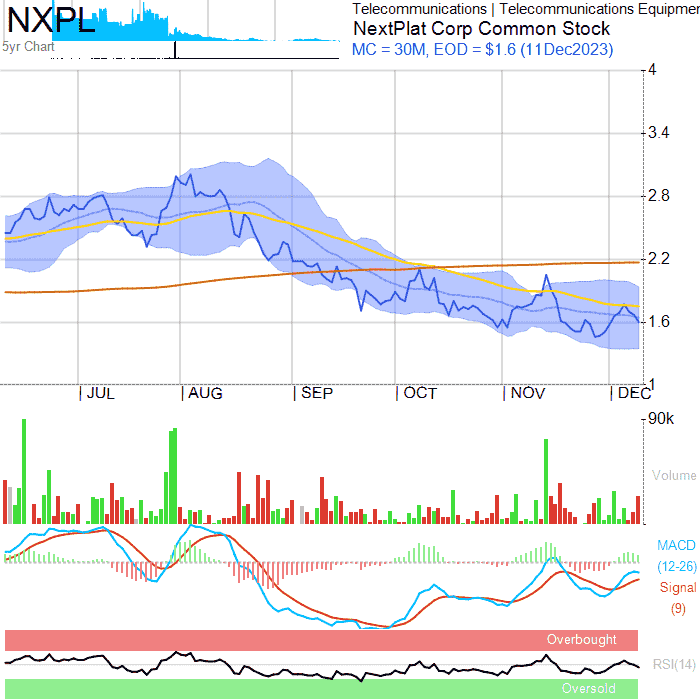 NXPL
5yr Chart
Telecommunications | Telecommunications Equipmen
NextPlat Corp Common Stock
MC = 30M, EOD = $1.6 (11Dec2023)
4
3.4
2.8
2.2
1.6
1
| JUL | AUG | SEP | OCT | NOV | DEC
90k
Volume
MACD
(12-26)
Signal
(9)
Overbought
RSI(14)
Oversold